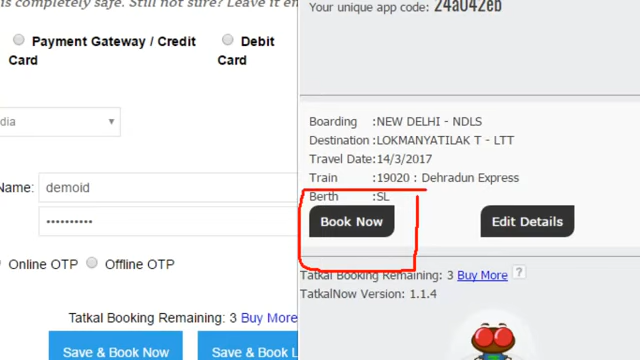 is completely safe. Still not sure? Leave it em
Payment Gateway / Credit Card
Debit Card
dia
Name: demoid
••••••••••
Online OTP Offline OTP
Tatkal Booking Remaining: 3 Buy More
Save & Book Now
Save & Book L
Your unique app code: 24a042eb
Boarding :NEW DELHI - NDLS
Destination :LOKMANYATILAK T - LTT
Travel Date:14/3/2017
Train :19020 : Dehradun Express
Berth :SL
Book Now
Edit Details
Tatkal Booking Remaining: 3 Buy More ?
TatkalNow Version: 1.1.4